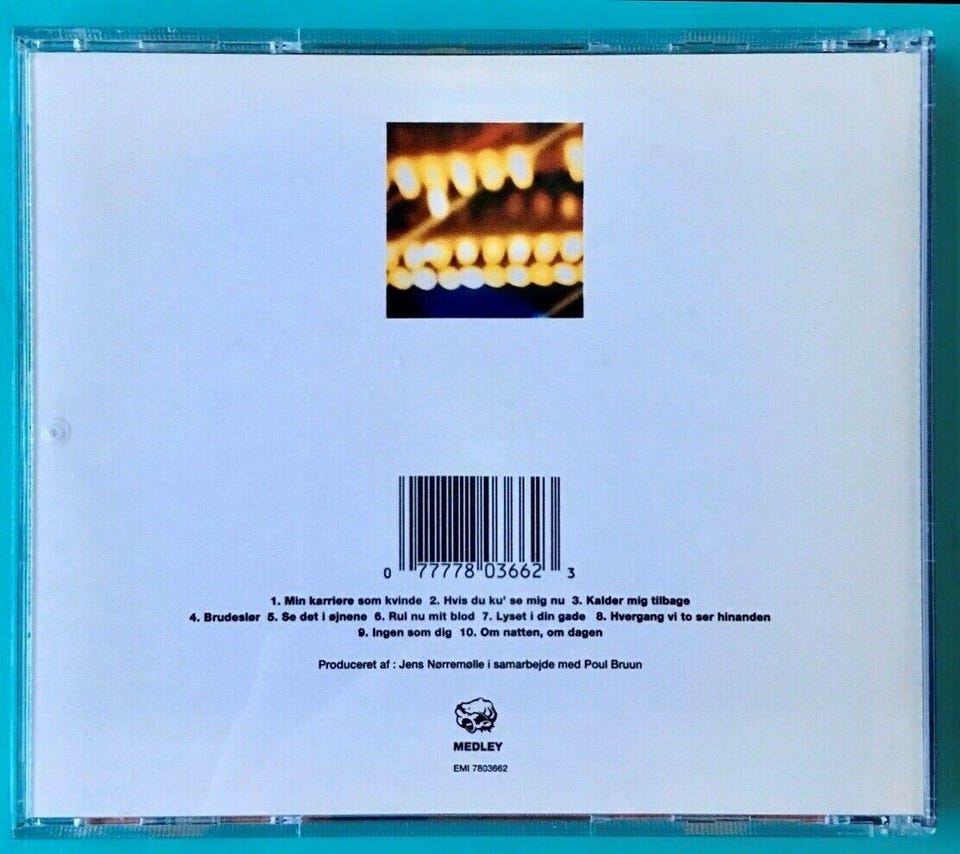 0 77778 03662 3
1. Min karriere som kvinde 2. Hvis du ku' se mig nu 3. Kalder mig tilbage
4. Brudeslør 5. Se det i øjnene 6. Rul nu mit blod 7. Lyset i din gade 8. Hvergang vi to ser hinanden
9. Ingen som dig 10. Om natten, om dagen
Produceret af : Jens Nørremølle i samarbejde med Poul Bruun
MEDLEY
EMI 7803662